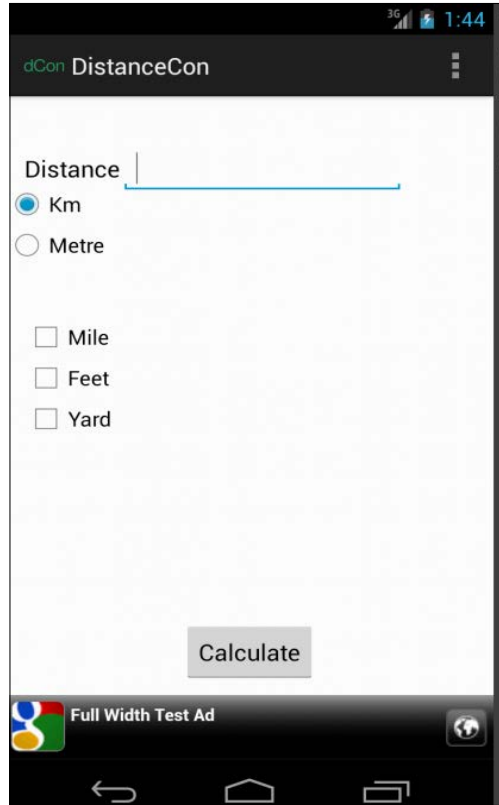 3G 1:44
dCon DistanceCon
Distance
Km
Metre
Mile
Feet
Yard
Calculate
Full Width Test Ad